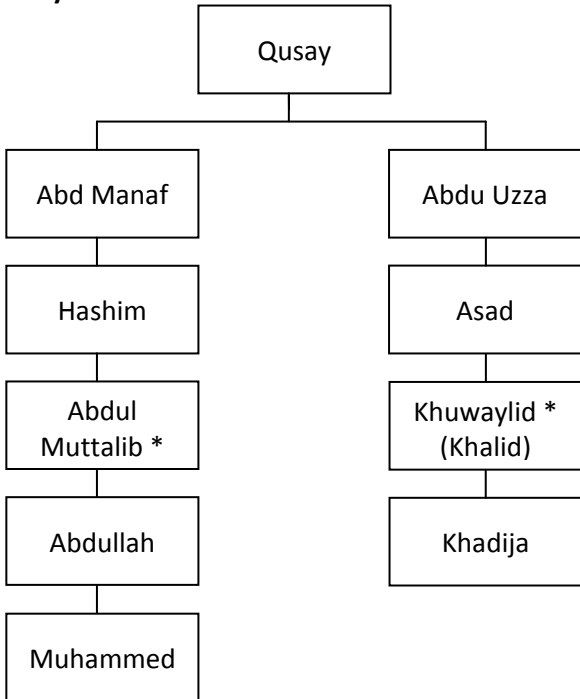 Qusay
Abd Manaf
Abdu Uzza
Hashim
Asad
Abdul
Muttalib *
Khuwaylid *
(Khalid)
Abdullah
Khadija
Muhammed